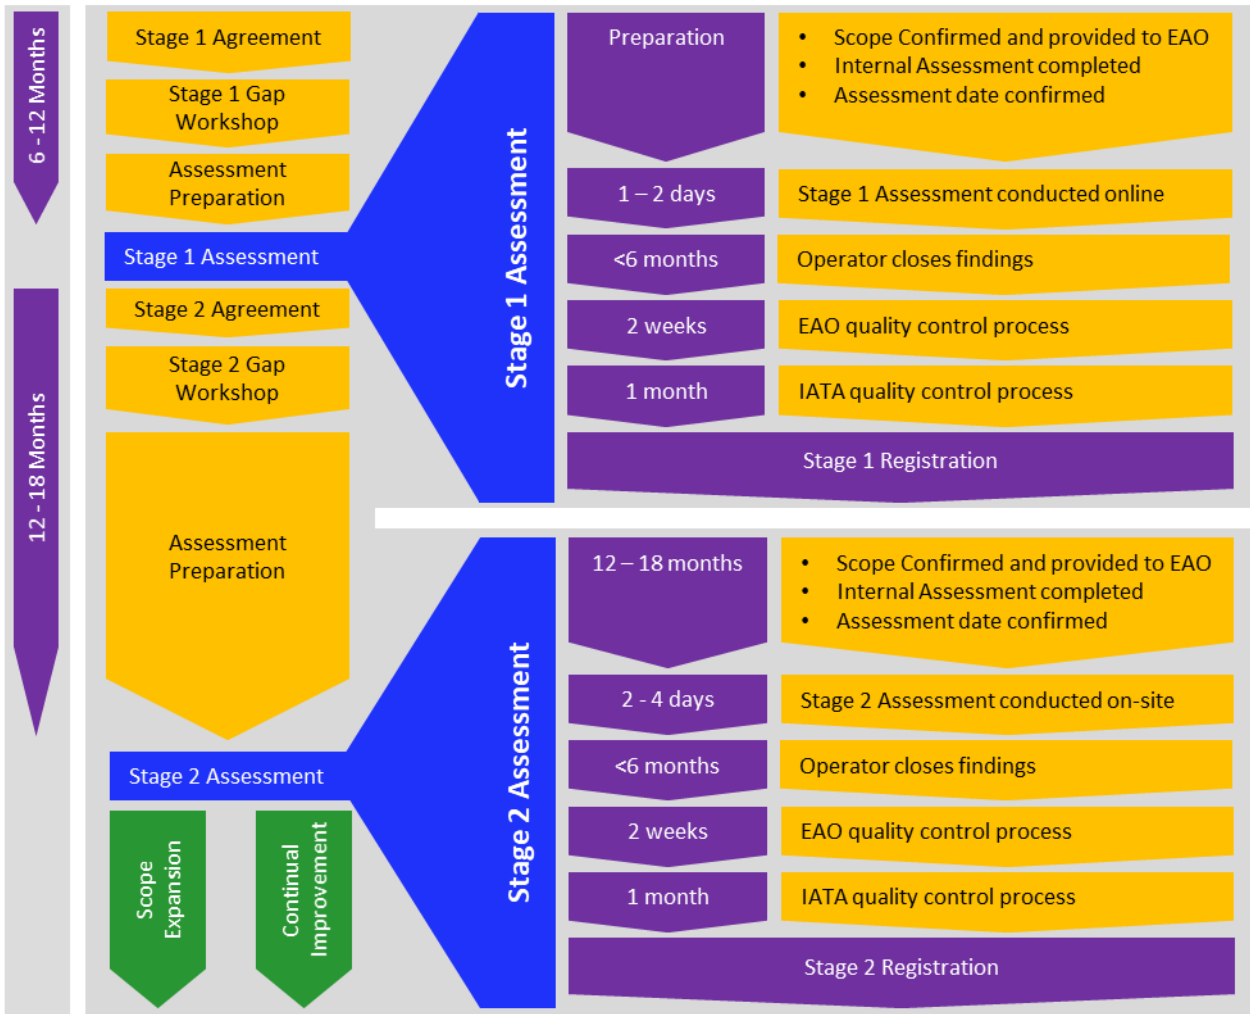 6 - 12 Months
12 - 18 Months
Stage 1 Agreement
Stage 1 Gap
Workshop
Assessment
Preparation
Stage 1 Assessment
Stage 2 Agreement
Stage 2 Gap
Workshop
Assessment
Preparation
Stage 2 Assessment
Scope
Expansion
Continual
Improvement
Stage 1 Assessment
Preparation
• Scope Confirmed and provided to EAO
• Internal Assessment completed
• Assessment date confirmed
1 – 2 days
Stage 1 Assessment conducted online
<6 months
Operator closes findings
2 weeks
EAO quality control process
1 month
IATA quality control process
Stage 1 Registration
Stage 2 Assessment
12 – 18 months
• Scope Confirmed and provided to EAO
• Internal Assessment completed
• Assessment date confirmed
2 - 4 days
Stage 2 Assessment conducted on-site
<6 months
Operator closes findings
2 weeks
EAO quality control process
1 month
IATA quality control process
Stage 2 Registration